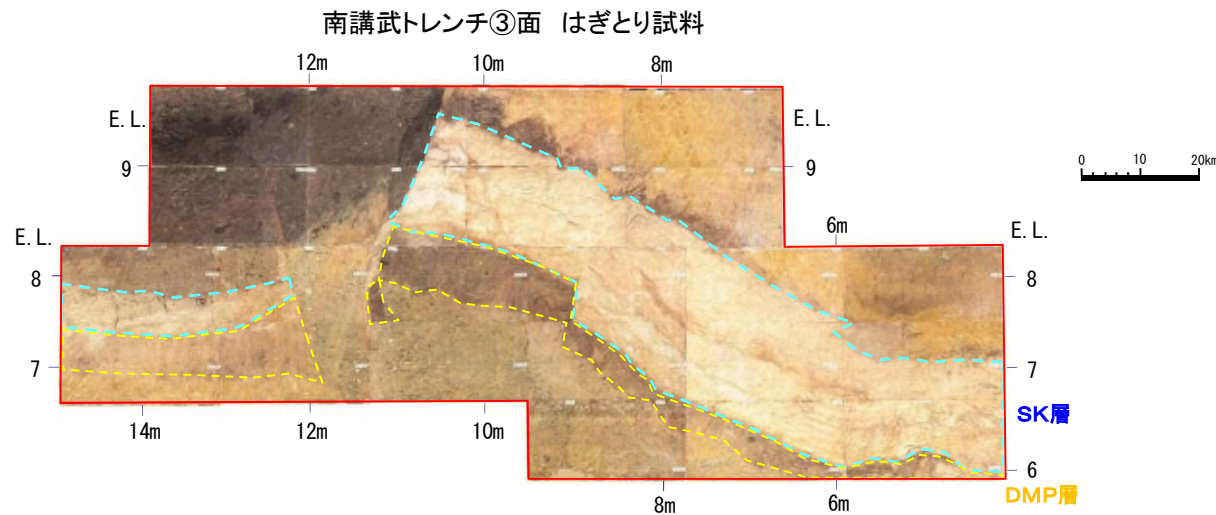 南講武トレンチ③面 はぎとり試料
12m 10m 8m
E. L. E. L.
9 9
0 10 20km
6m
E. L. E. L.
8 8
7 7
SK層
14m 12m 10m
6
DMP層
8m 6m